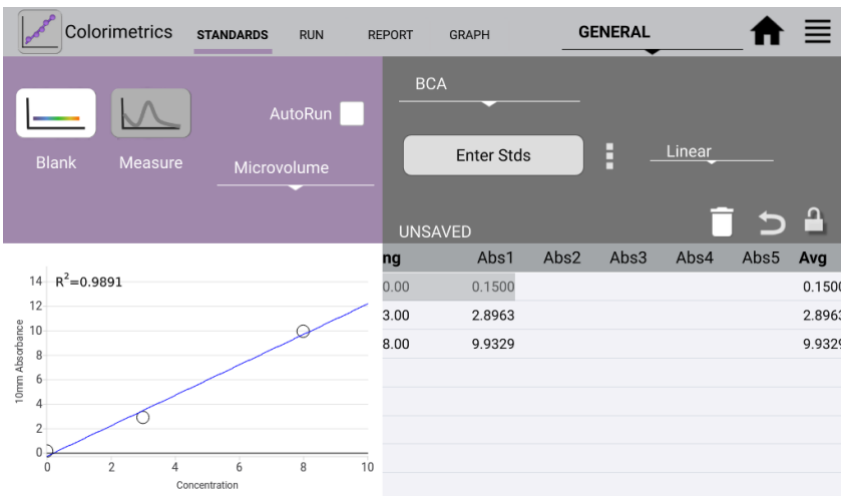 Colorimetrics STANDARDS RUN REPORT GRAPH GENERAL
BCA
AutoRun
Enter Stds
Linear
Blank Measure Microvolume
UNSAVED
ng Abs1 Abs2 Abs3 Abs4 Abs5 Avg
0.00 0.1500 0.1500
3.00 2.8963 2.8963
8.00 9.9329 9.9329
R²=0.9891
14
12
10
8
6
4
2
0
10mm Absorbance
0 2 4 6 8 10
Concentration